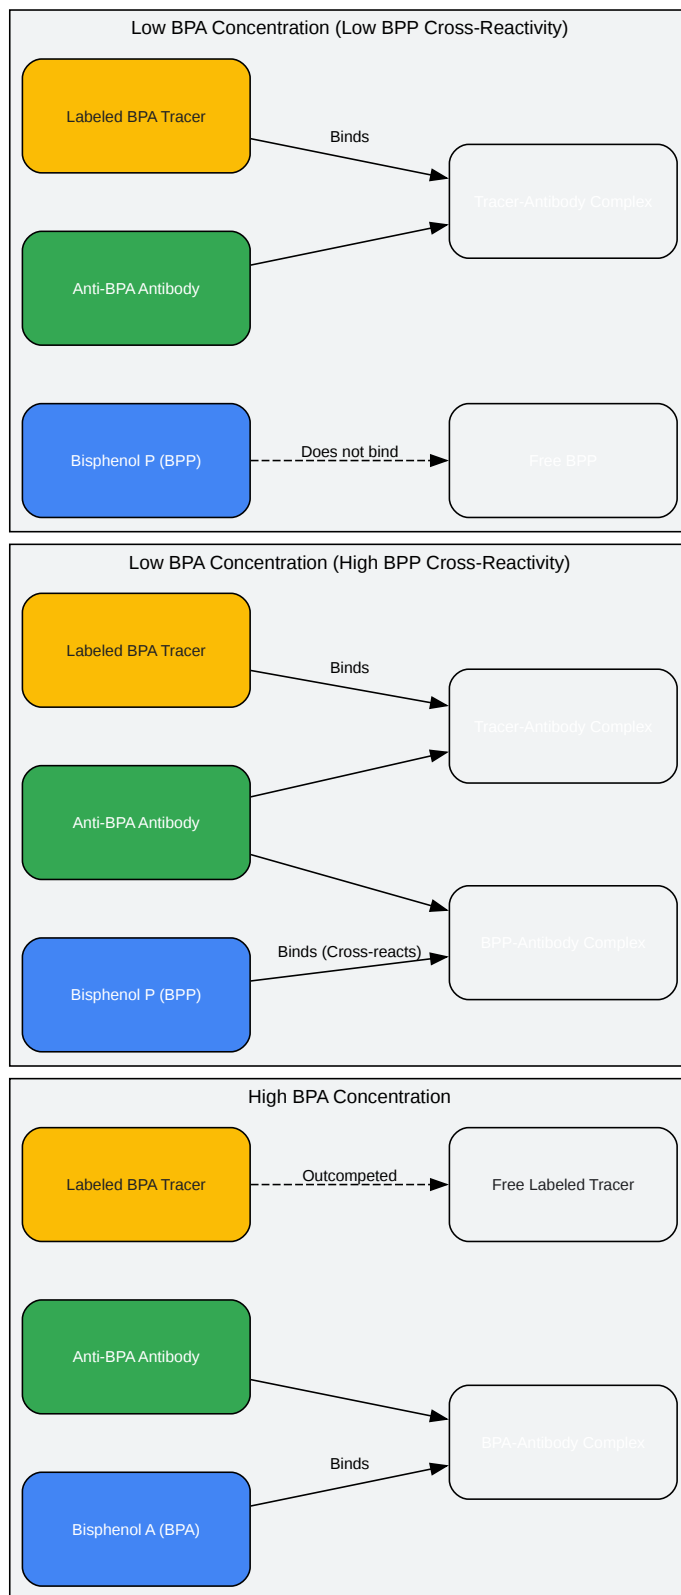 Low BPA Concentration (Low BPP Cross-Reactivity)
Labeled BPA Tracer
Binds
Tracer-Antibody Complex
Anti-BPA Antibody
Bisphenol P (BPP)
Does not bind
Free BPP
Low BPA Concentration (High BPP Cross-Reactivity)
Labeled BPA Tracer
Binds
Tracer-Antibody Complex
Anti-BPA Antibody
Bisphenol P (BPP)
Binds (Cross-reacts)
BPP-Antibody Complex
High BPA Concentration
Labeled BPA Tracer
Outcompeted
Free Labeled Tracer
Anti-BPA Antibody
Binds
BPA-Antibody Complex
Bisphenol A (BPA)